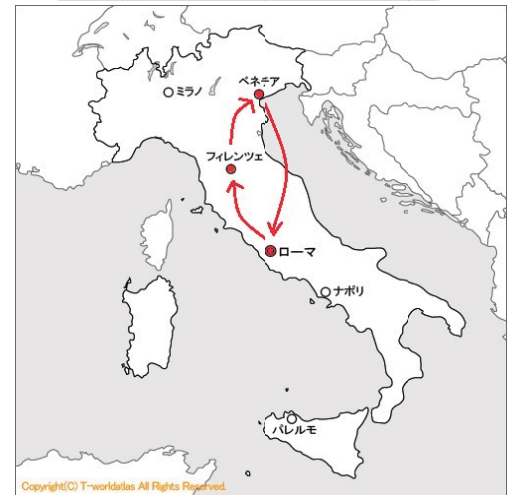 ベネチア
ミラノ
フィレンツェ
ローマ
ナポリ
パレルモ
Copyright(C) T-worldatlas All Rights Reserved.